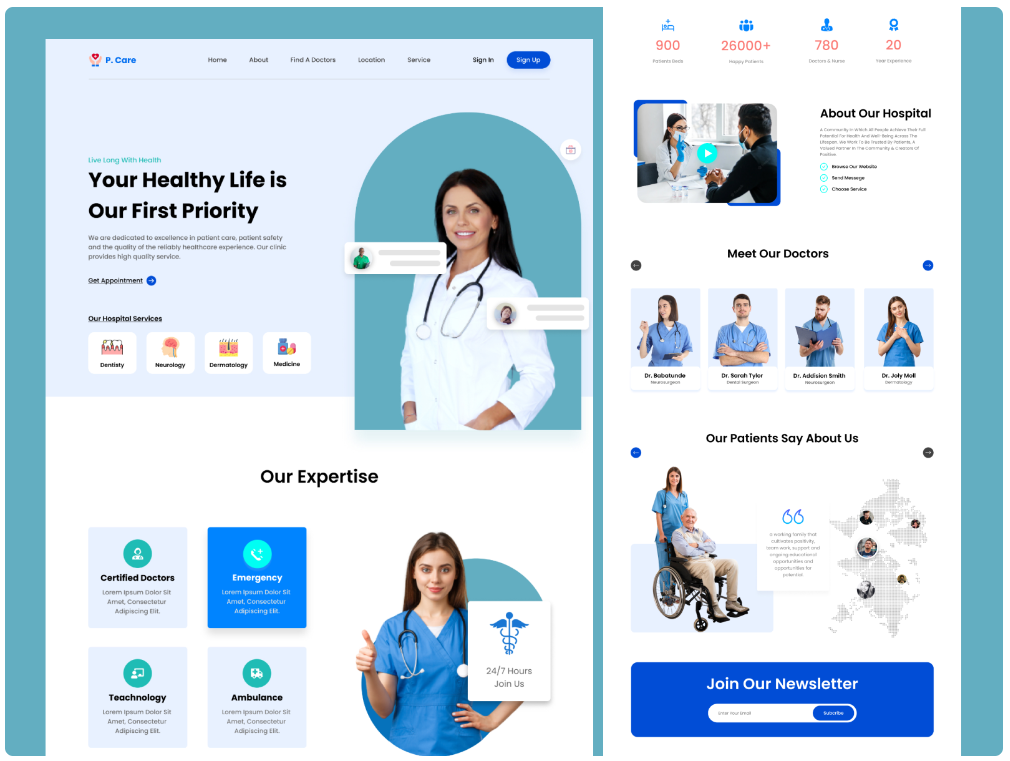 P. Care
Home
About
Find A Doctors
Location
Service
Sign In
Sign Up
Live Long With Health
Your Healthy Life is
Our First Priority
We are dedicated to excellence in patient care, patient safety
and the quality of the reliably healthcare experience. Our clinic
provides high quality service.
Get Appointment
Our Hospital Services
Dentisty
Neurology
Dermatology
Medicine
Our Expertise
Certified Doctors
Lorem Ipsum Dolor Sit
Amet, Consectetur
Adipiscing Elit.
Emergency
Lorem Ipsum Dolor Sit
Amet, Consectetur
Adipiscing Elit.
Teachnology
Lorem Ipsum Dolor Sit
Amet, Consectetur
Adipiscing Elit.
Ambulance
Lorem Ipsum Dolor Sit
Amet, Consectetur
Adipiscing Elit.
24/7 Hours
Join Us
900
Patients Beds
26000+
Happy Patients
780
Doctors & Nurse
20
Year Experience
About Our Hospital
A Community In Which All People Achieve Their Full
Potential For Health And Well-Being Across The
Lifespan. We Work To Be Trusted By Patients, A
Valued Partner In The Community & Creators Of
Positive.
Browse Our Website
Send Messege
Choose Service
Meet Our Doctors
Dr. Babatunde
Neurosurgeon
Dr. Sarah Tylor
Dental Surgeon
Dr. Addision Smith
Neurosurgeon
Dr. Joly Moli
Dermatology
Our Patients Say About Us
A working family that
cultivates positivity,
team work, support and
ongoing educational
opportunities and
opportunities for
potential.
Join Our Newsletter
Enter Your Email
Subcribe